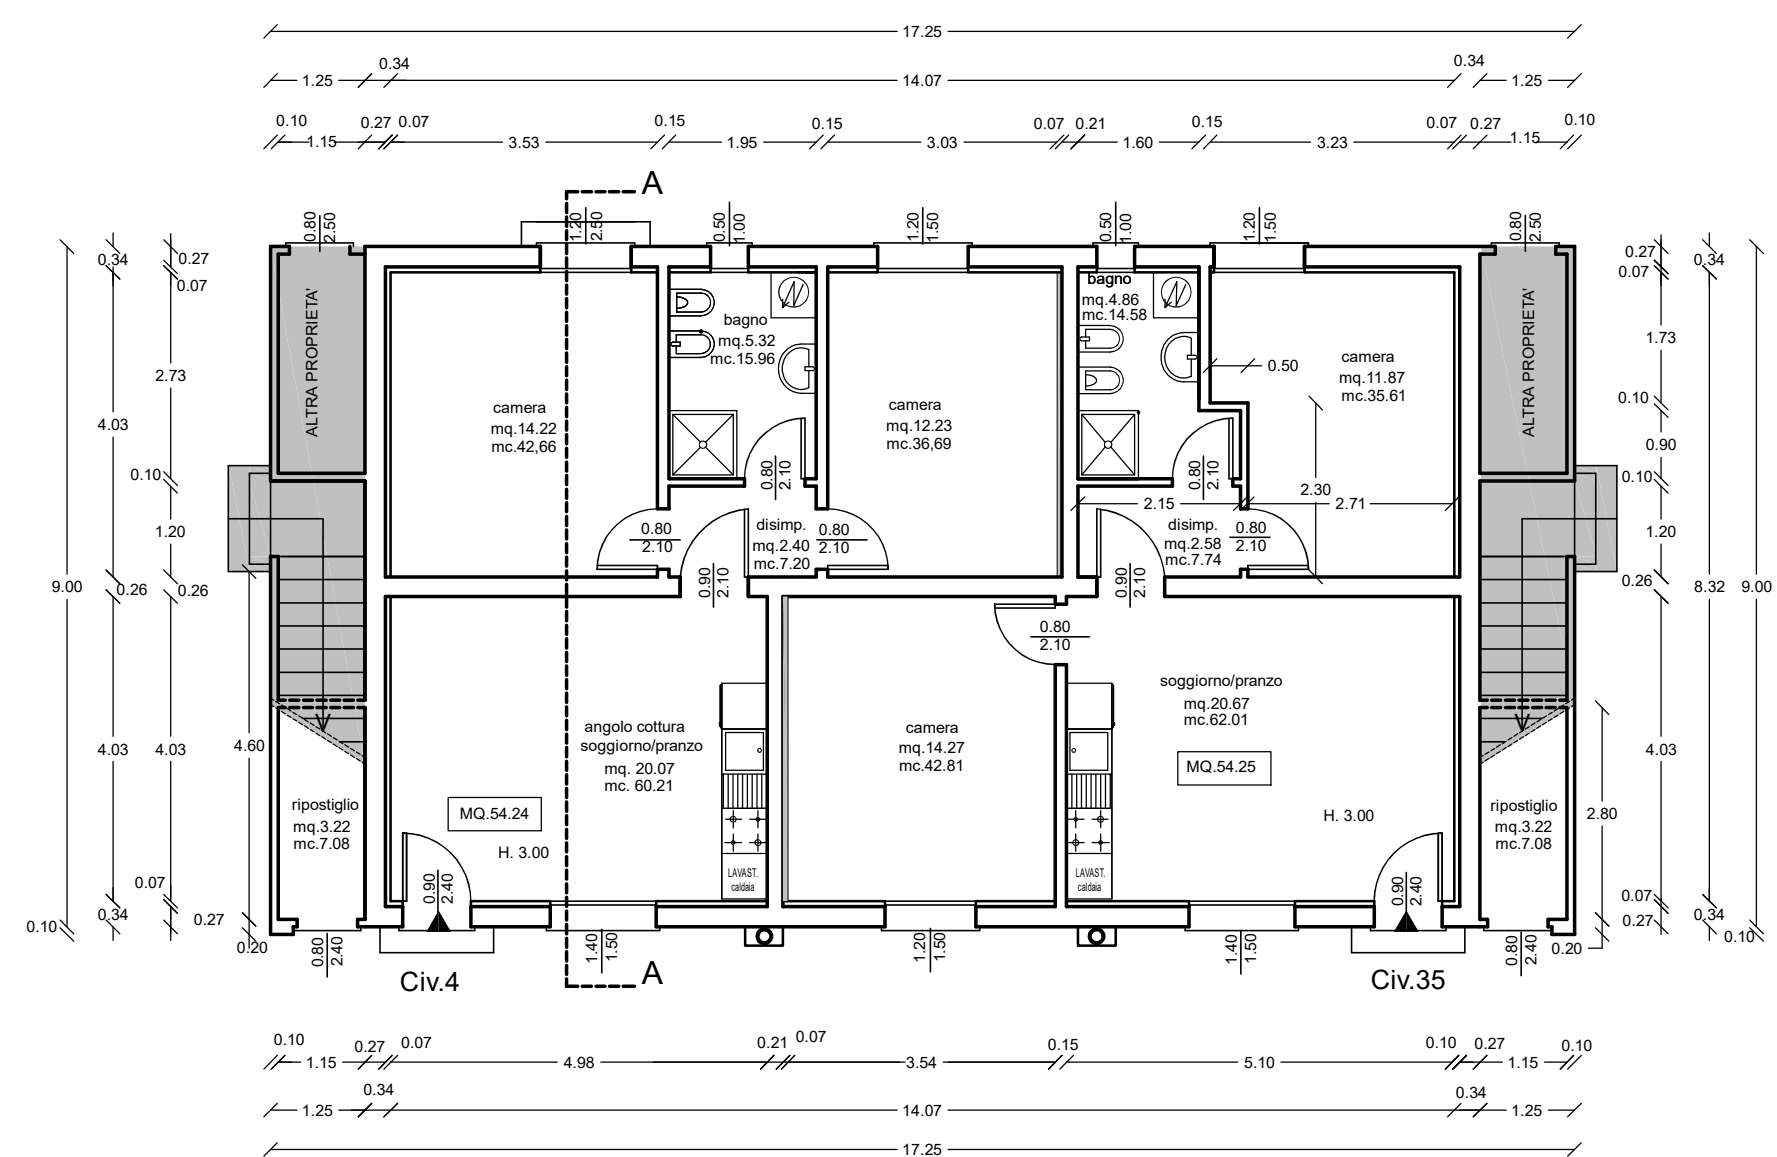 17.25
0.34 0.34
1.25 14.07 1.25
0.10 0.27 0.07 0.15 0.15 0.07 0.21 0.15 0.07 0.27 0.10
1.15 3.53 1.95 3.03 1.60 3.23 1.15
A
0.80 2.50
1.20 2.50
0.50 1.00
1.20 1.50
0.50 1.00
1.20 1.50
0.80 2.50
0.34 0.27
0.07
2.73
4.03
0.10
1.20
9.00 0.26 0.26
4.03 4.03 4.60
0.07
0.34 0.27
0.10
0.20
ALTRA PROPRIETA'
camera
mq.14.22
mc.42,66
bagno
mq.5.32
mc.15.96
camera
mq.12.23
mc.36,69
bagno
mq.4.86
mc.14.58
0.50
camera
mq.11.87
mc.35.61
ALTRA PROPRIETA'
0.80 2.10
0.80 2.10
2.15 2.30 2.71
0.80
2.10
disimp.
mq.2.40
mc.7.20
0.80
2.10
disimp.
mq.2.58
mc.7.74
0.80
2.10
0.90 2.10
0.90 2.10
0.80
2.10
angolo cottura
soggiorno/pranzo
mq. 20.07
mc. 60.21
camera
mq.14.27
mc.42.81
soggiorno/pranzo
mq.20.67
mc.62.01
MQ.54.25
MQ.54.24
H. 3.00
H. 3.00
LAVAST.
caldaia
LAVAST.
caldaia
ripostiglio
mq.3.22
mc.7.08
ripostiglio
mq.3.22
mc.7.08
0.90 2.40
0.90 2.40
0.80 2.40
1.40 1.50
1.20 1.50
1.40 1.50
0.80 2.40
Civ.4
A
Civ.35
0.27 0.34
0.07
1.73
0.10
0.90
0.10
1.20
0.26 8.32 9.00
4.03
2.80
0.07
0.27 0.34
0.10
0.20
0.10 0.27 0.07 0.21 0.07 0.15 0.10 0.27 0.10
1.15 4.98 3.54 5.10 1.15
0.34 0.34
1.25 14.07 1.25
17.25